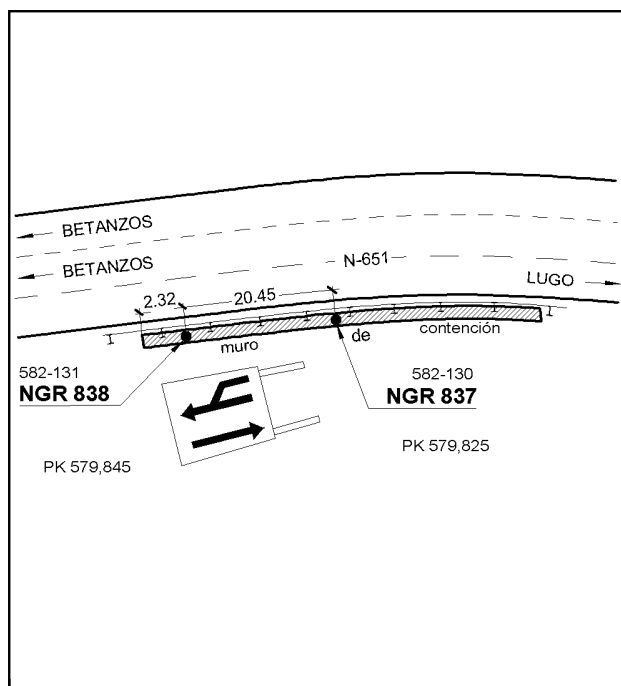 BETANZOS
BETANZOS
N-651
LUGO
2.32
20.45
muro de contención
582-131
NGR 838
582-130
NGR 837
PK 579,845
PK 579,825